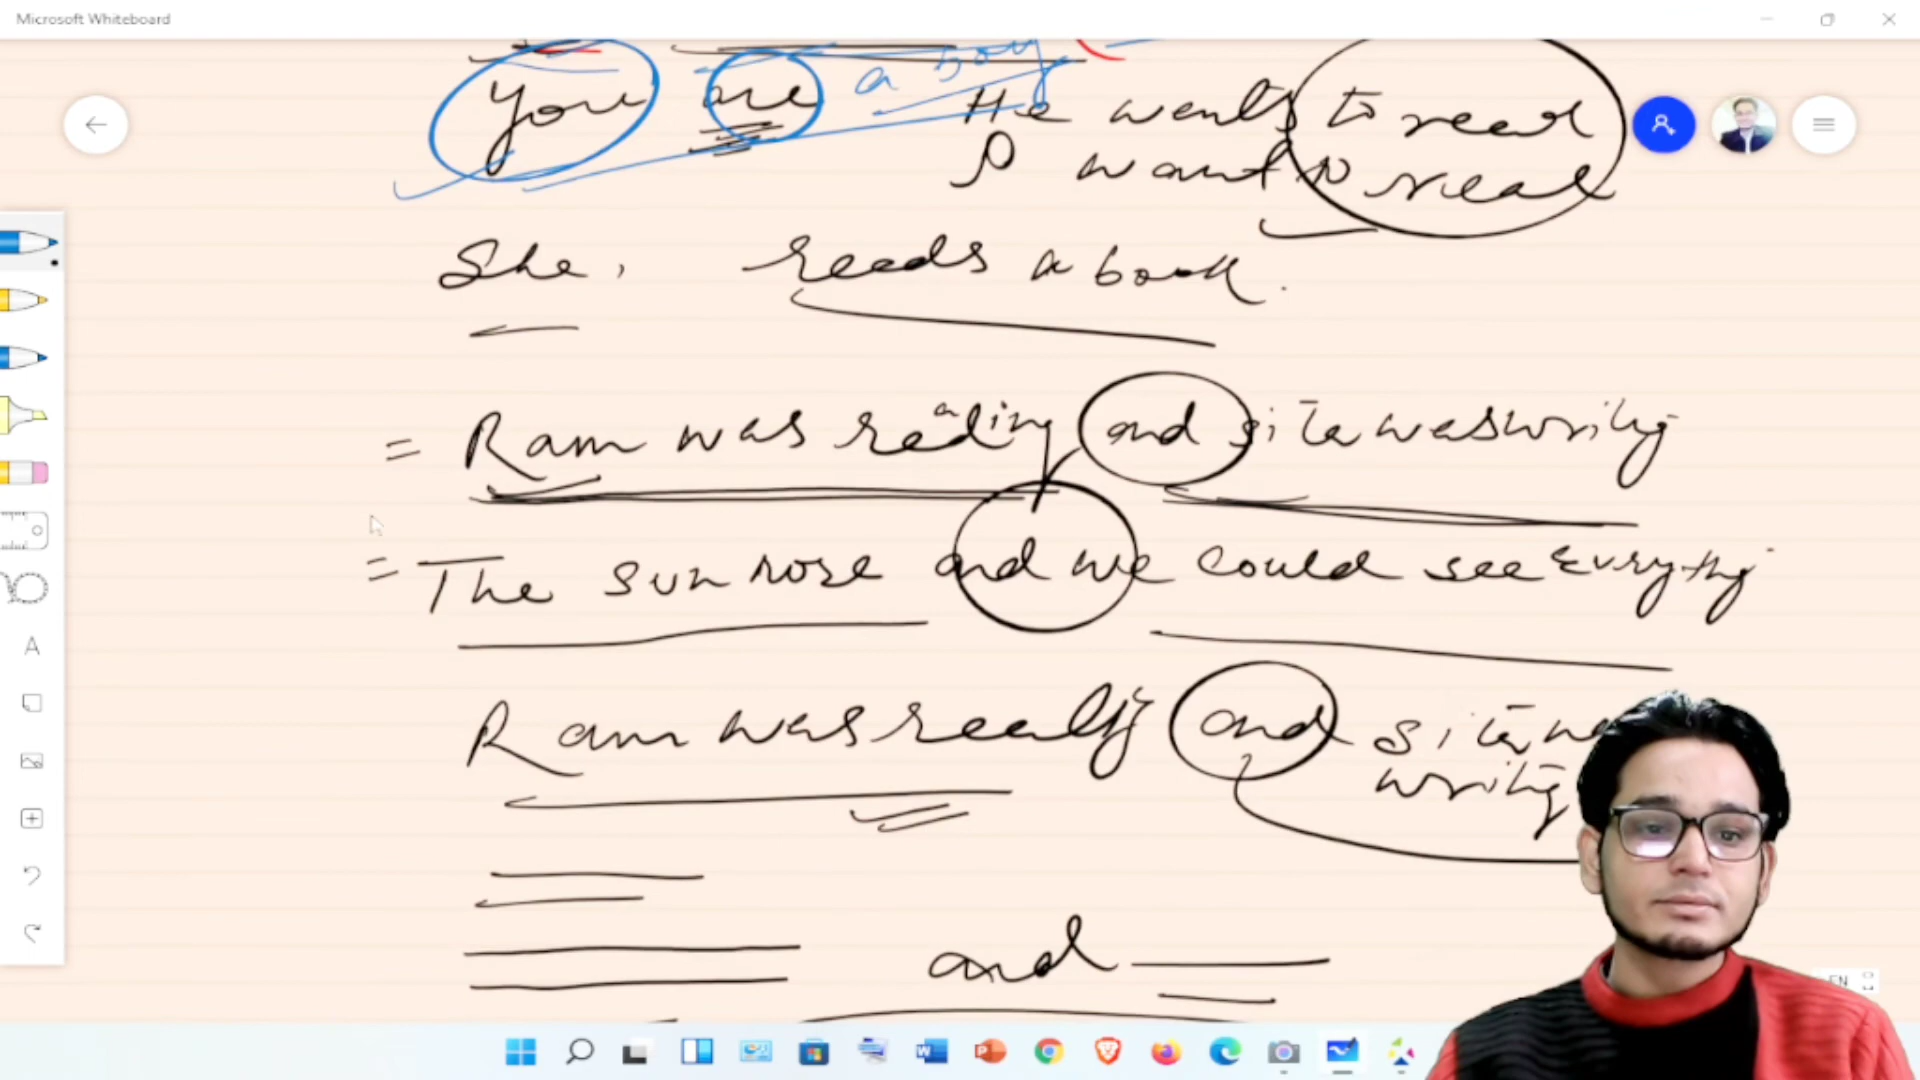 Microsoft Whiteboard
You are a boy
He wants to read
I want to read
She, reads a book.
= Ram was reading and sita was writing
= The sun rose and we could see everything
Ram was reading and sita
writing
and
A
EN